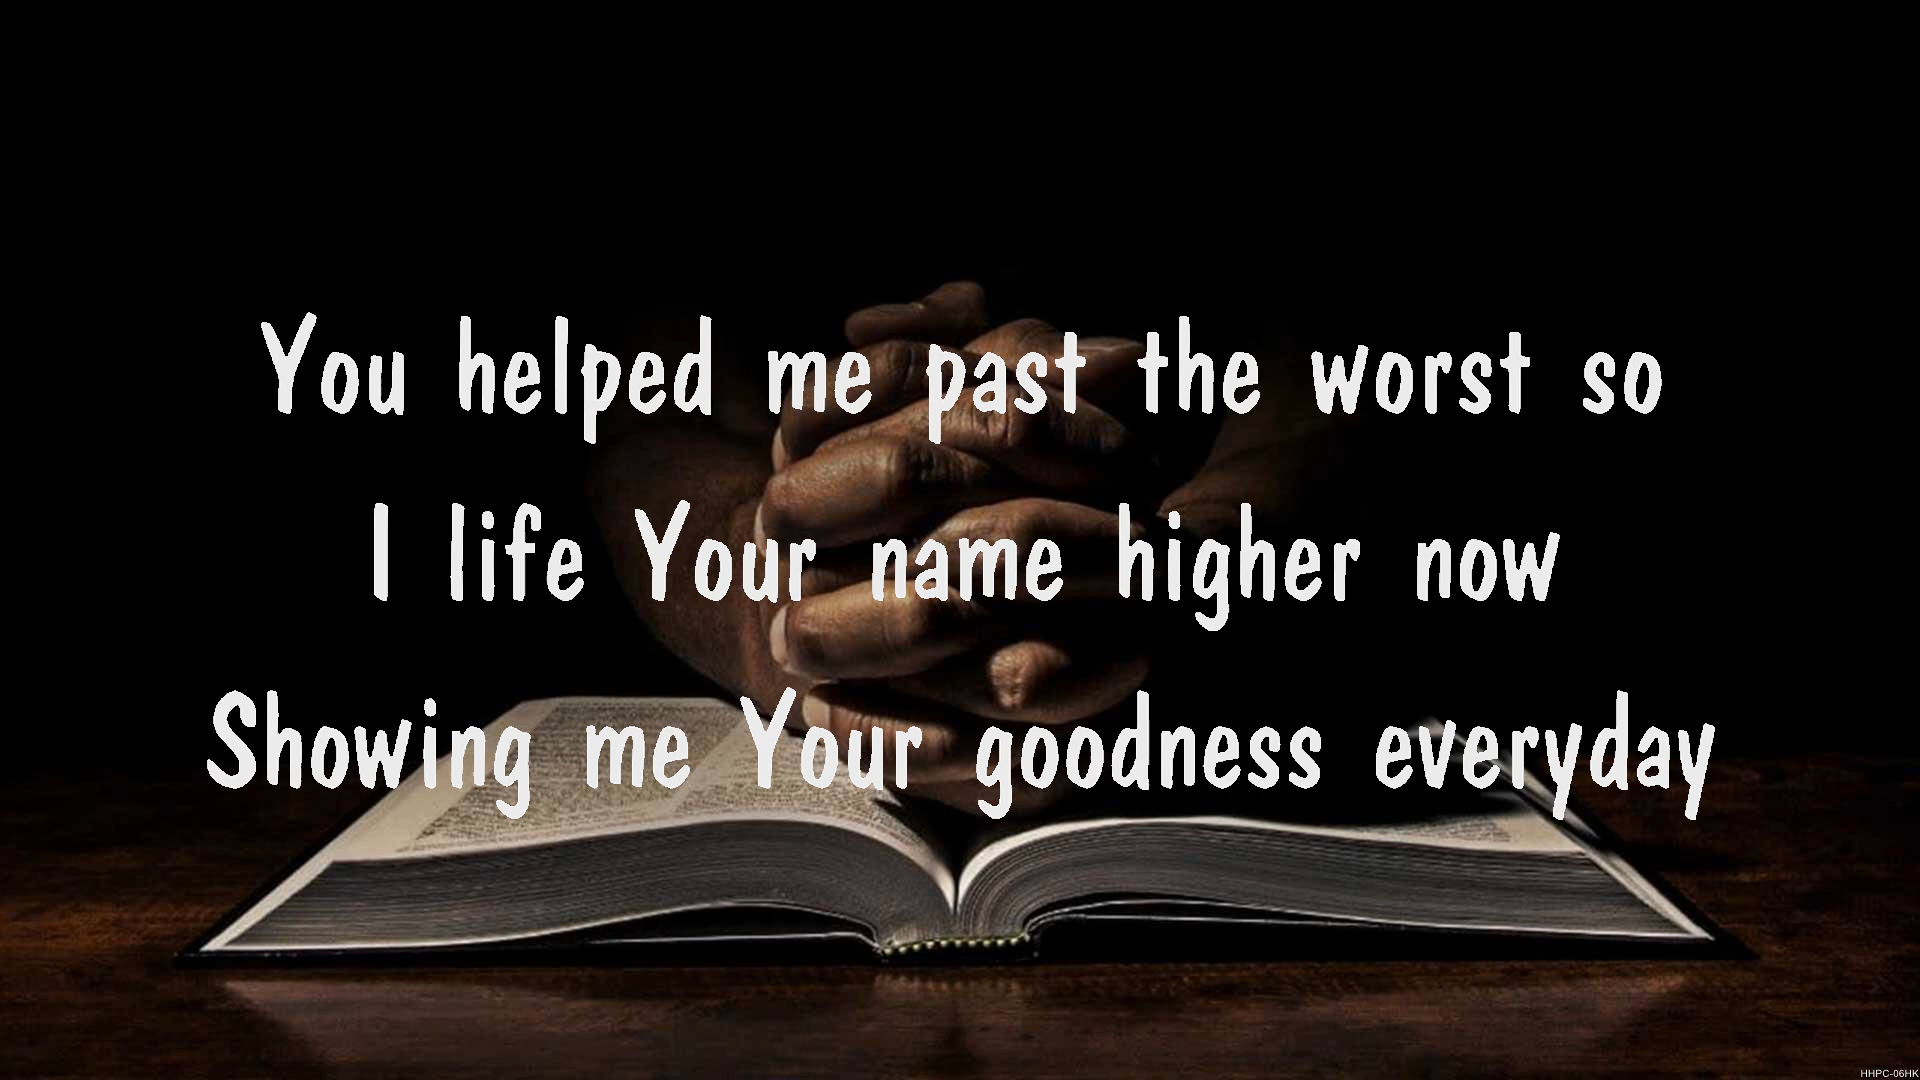 You helped me past the worst so
I life Your name higher now
Showing me Your goodness everyday
HHPC-06HK